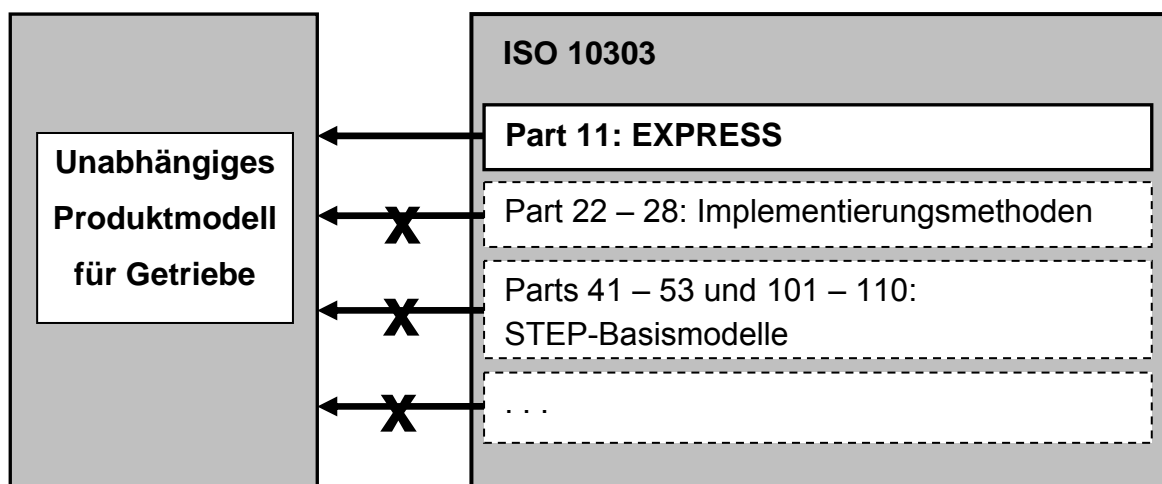 Unabhängiges
Produktmodell
für Getriebe
X
X
X
ISO 10303
Part 11: EXPRESS
Part 22 – 28: Implementierungsmethoden
Parts 41 – 53 und 101 – 110:
STEP-Basismodelle
. . .